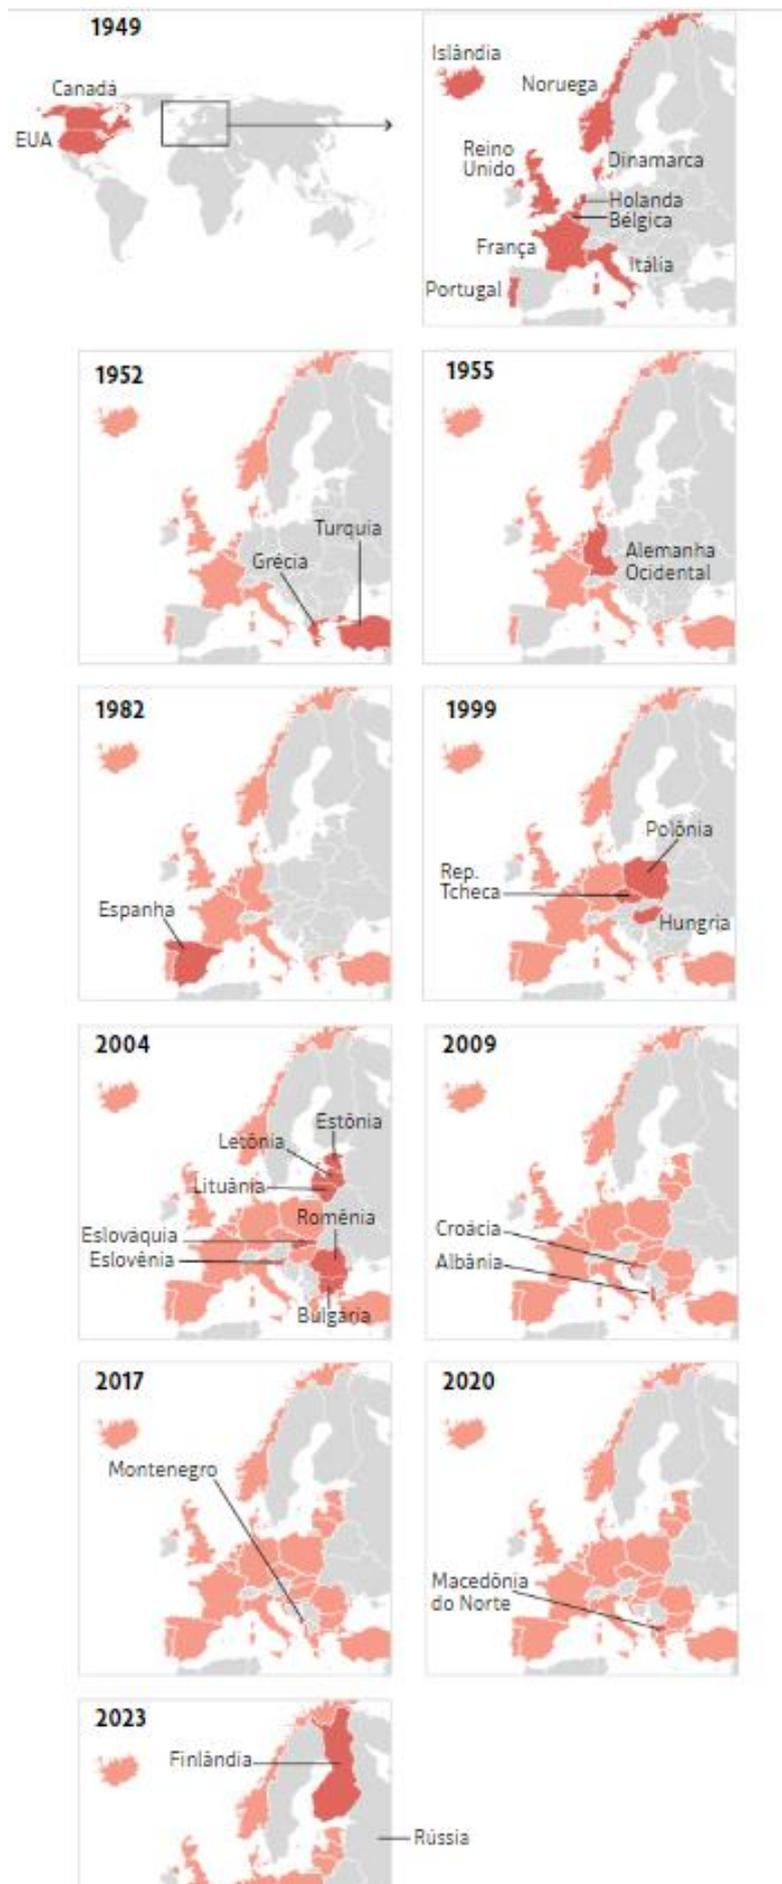 1949
Canadá
EUA
Islândia
Noruega
Reino
Unido
Dinamarca
Holanda
Bélgica
França
Itália
Portugal
1952
Turquia
Grécia
1955
Alemanha
Ocidental
1982
Espanha
1999
Polônia
Rep.
Tcheca
Hungria
2004
Estônia
Letônia
Lituânia
Romênia
Eslováquia
Eslovênia
Bulgária
2009
Croácia
Albânia
2017
Montenegro
2020
Macedônia
do Norte
2023
Finlândia
Rússia